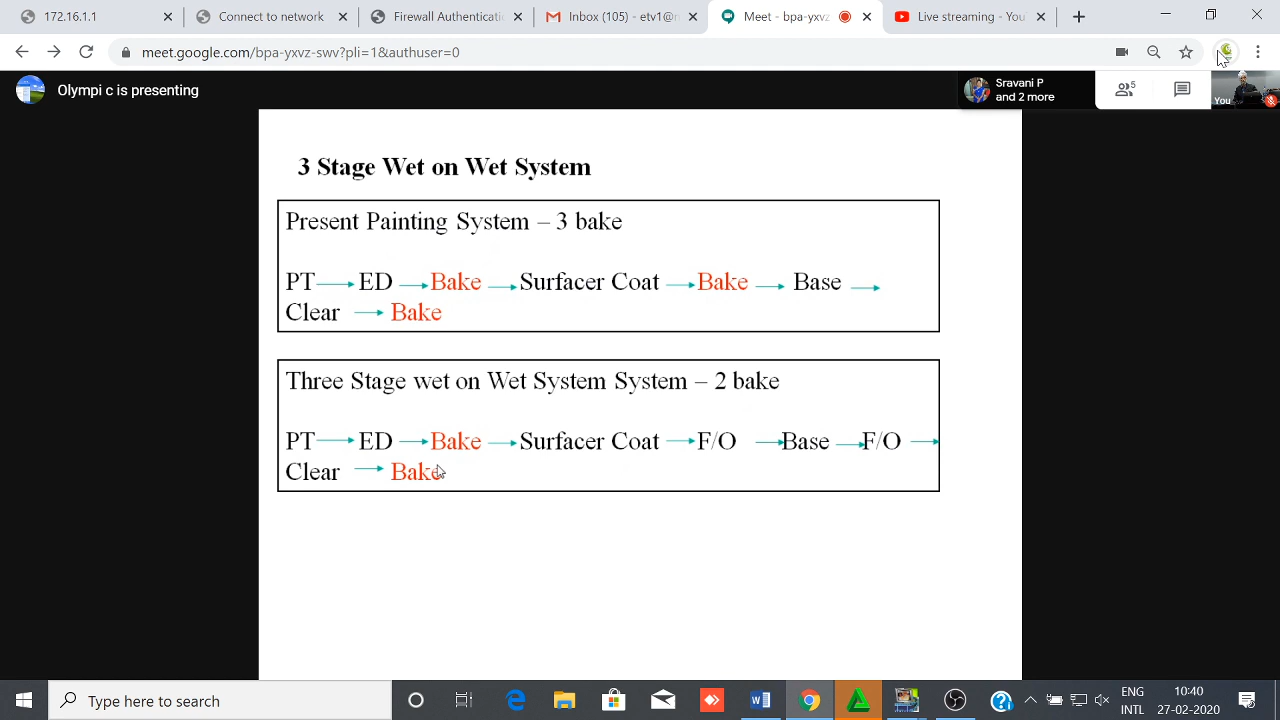 172.16.1.1
Connect to network
Firewall Authenticati
Inbox (105) - etv1@n
Meet - bpa-yxvz
Live streaming - You
meet.google.com/bpa-yxvz-swv?pli=1&authuser=0
Olympi c is presenting
Sravani P
and 2 more
5
You
3 Stage Wet on Wet System
Present Painting System – 3 bake
PT ED Bake Surfacer Coat Bake Base
Clear Bake
Three Stage wet on Wet System System – 2 bake
PT ED Bake Surfacer Coat F/O Base F/O
Clear Bake
Type here to search
ENG
INTL
10:40
27-02-2020